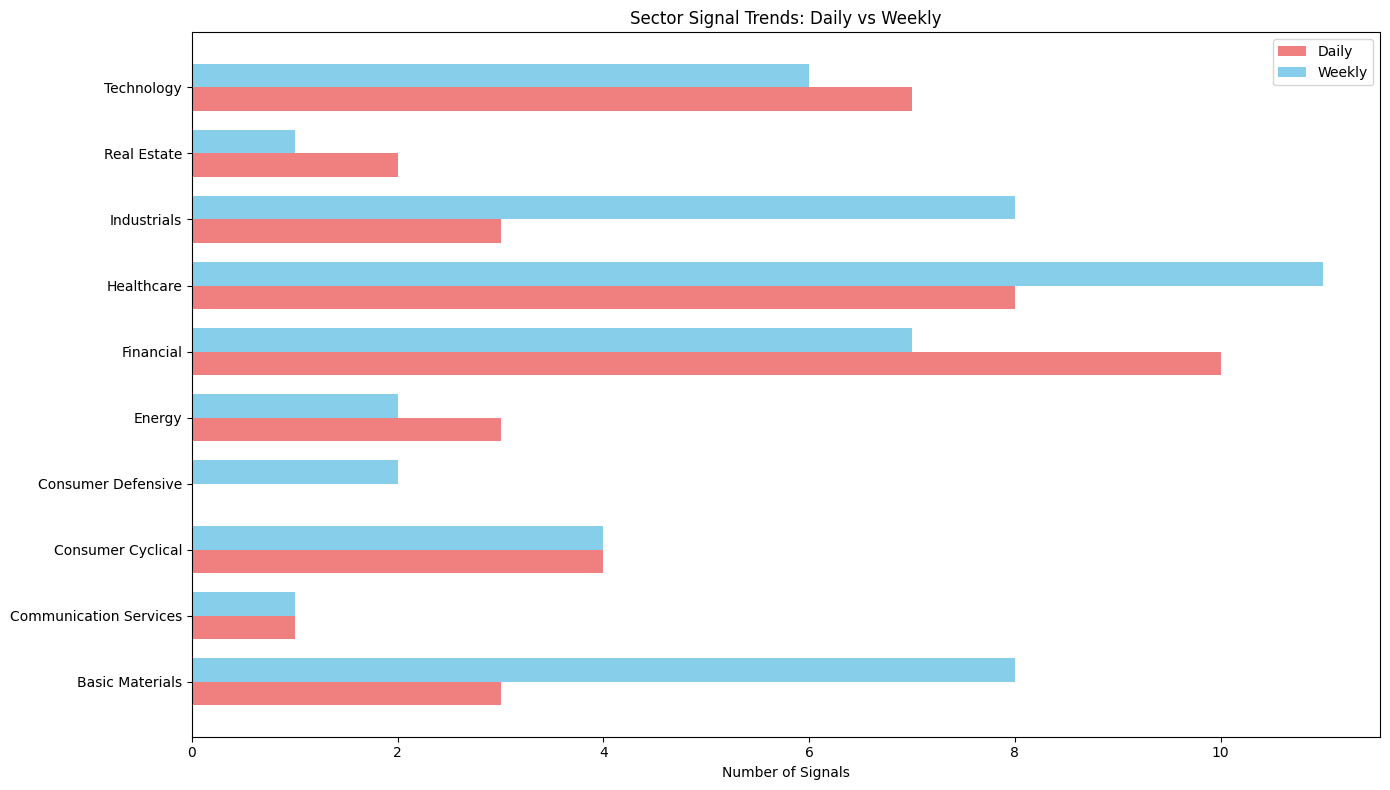 Sector Signal Trends: Daily vs Weekly
Daily
Weekly
Technology
Real Estate
Industrials
Healthcare
Financial
Energy
Consumer Defensive
Consumer Cyclical
Communication Services
Basic Materials
0 2 4 6 8 10
Number of Signals